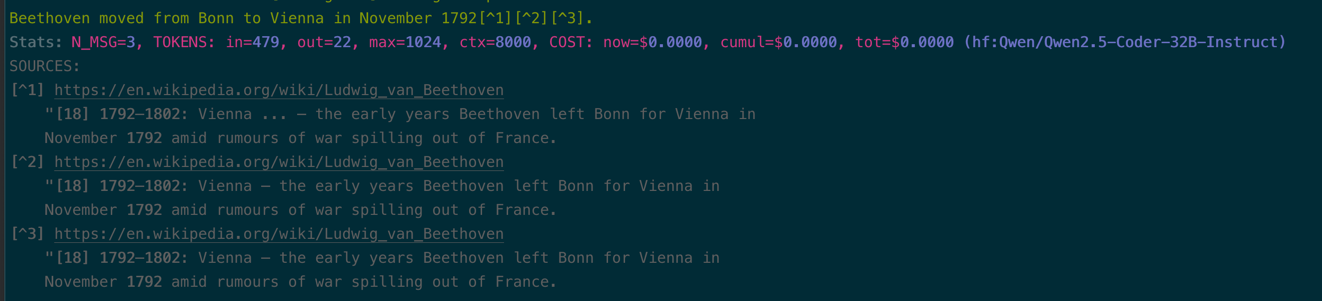 Beethoven moved from Bonn to Vienna in November 1792[^1][^2][^3].
Stats: N_MSG=3, TOKENS: in=479, out=22, max=1024, ctx=8000, COST: now=$0.0000, cumul=$0.0000, tot=$0.0000 (hf:Qwen/Qwen2.5-Coder-32B-Instruct)
SOURCES:
[^1] https://en.wikipedia.org/wiki/Ludwig_van_Beethoven
"[18] 1792–1802: Vienna ... – the early years Beethoven left Bonn for Vienna in
November 1792 amid rumours of war spilling out of France.
[^2] https://en.wikipedia.org/wiki/Ludwig_van_Beethoven
"[18] 1792–1802: Vienna – the early years Beethoven left Bonn for Vienna in
November 1792 amid rumours of war spilling out of France.
[^3] https://en.wikipedia.org/wiki/Ludwig_van_Beethoven
"[18] 1792–1802: Vienna – the early years Beethoven left Bonn for Vienna in
November 1792 amid rumours of war spilling out of France.